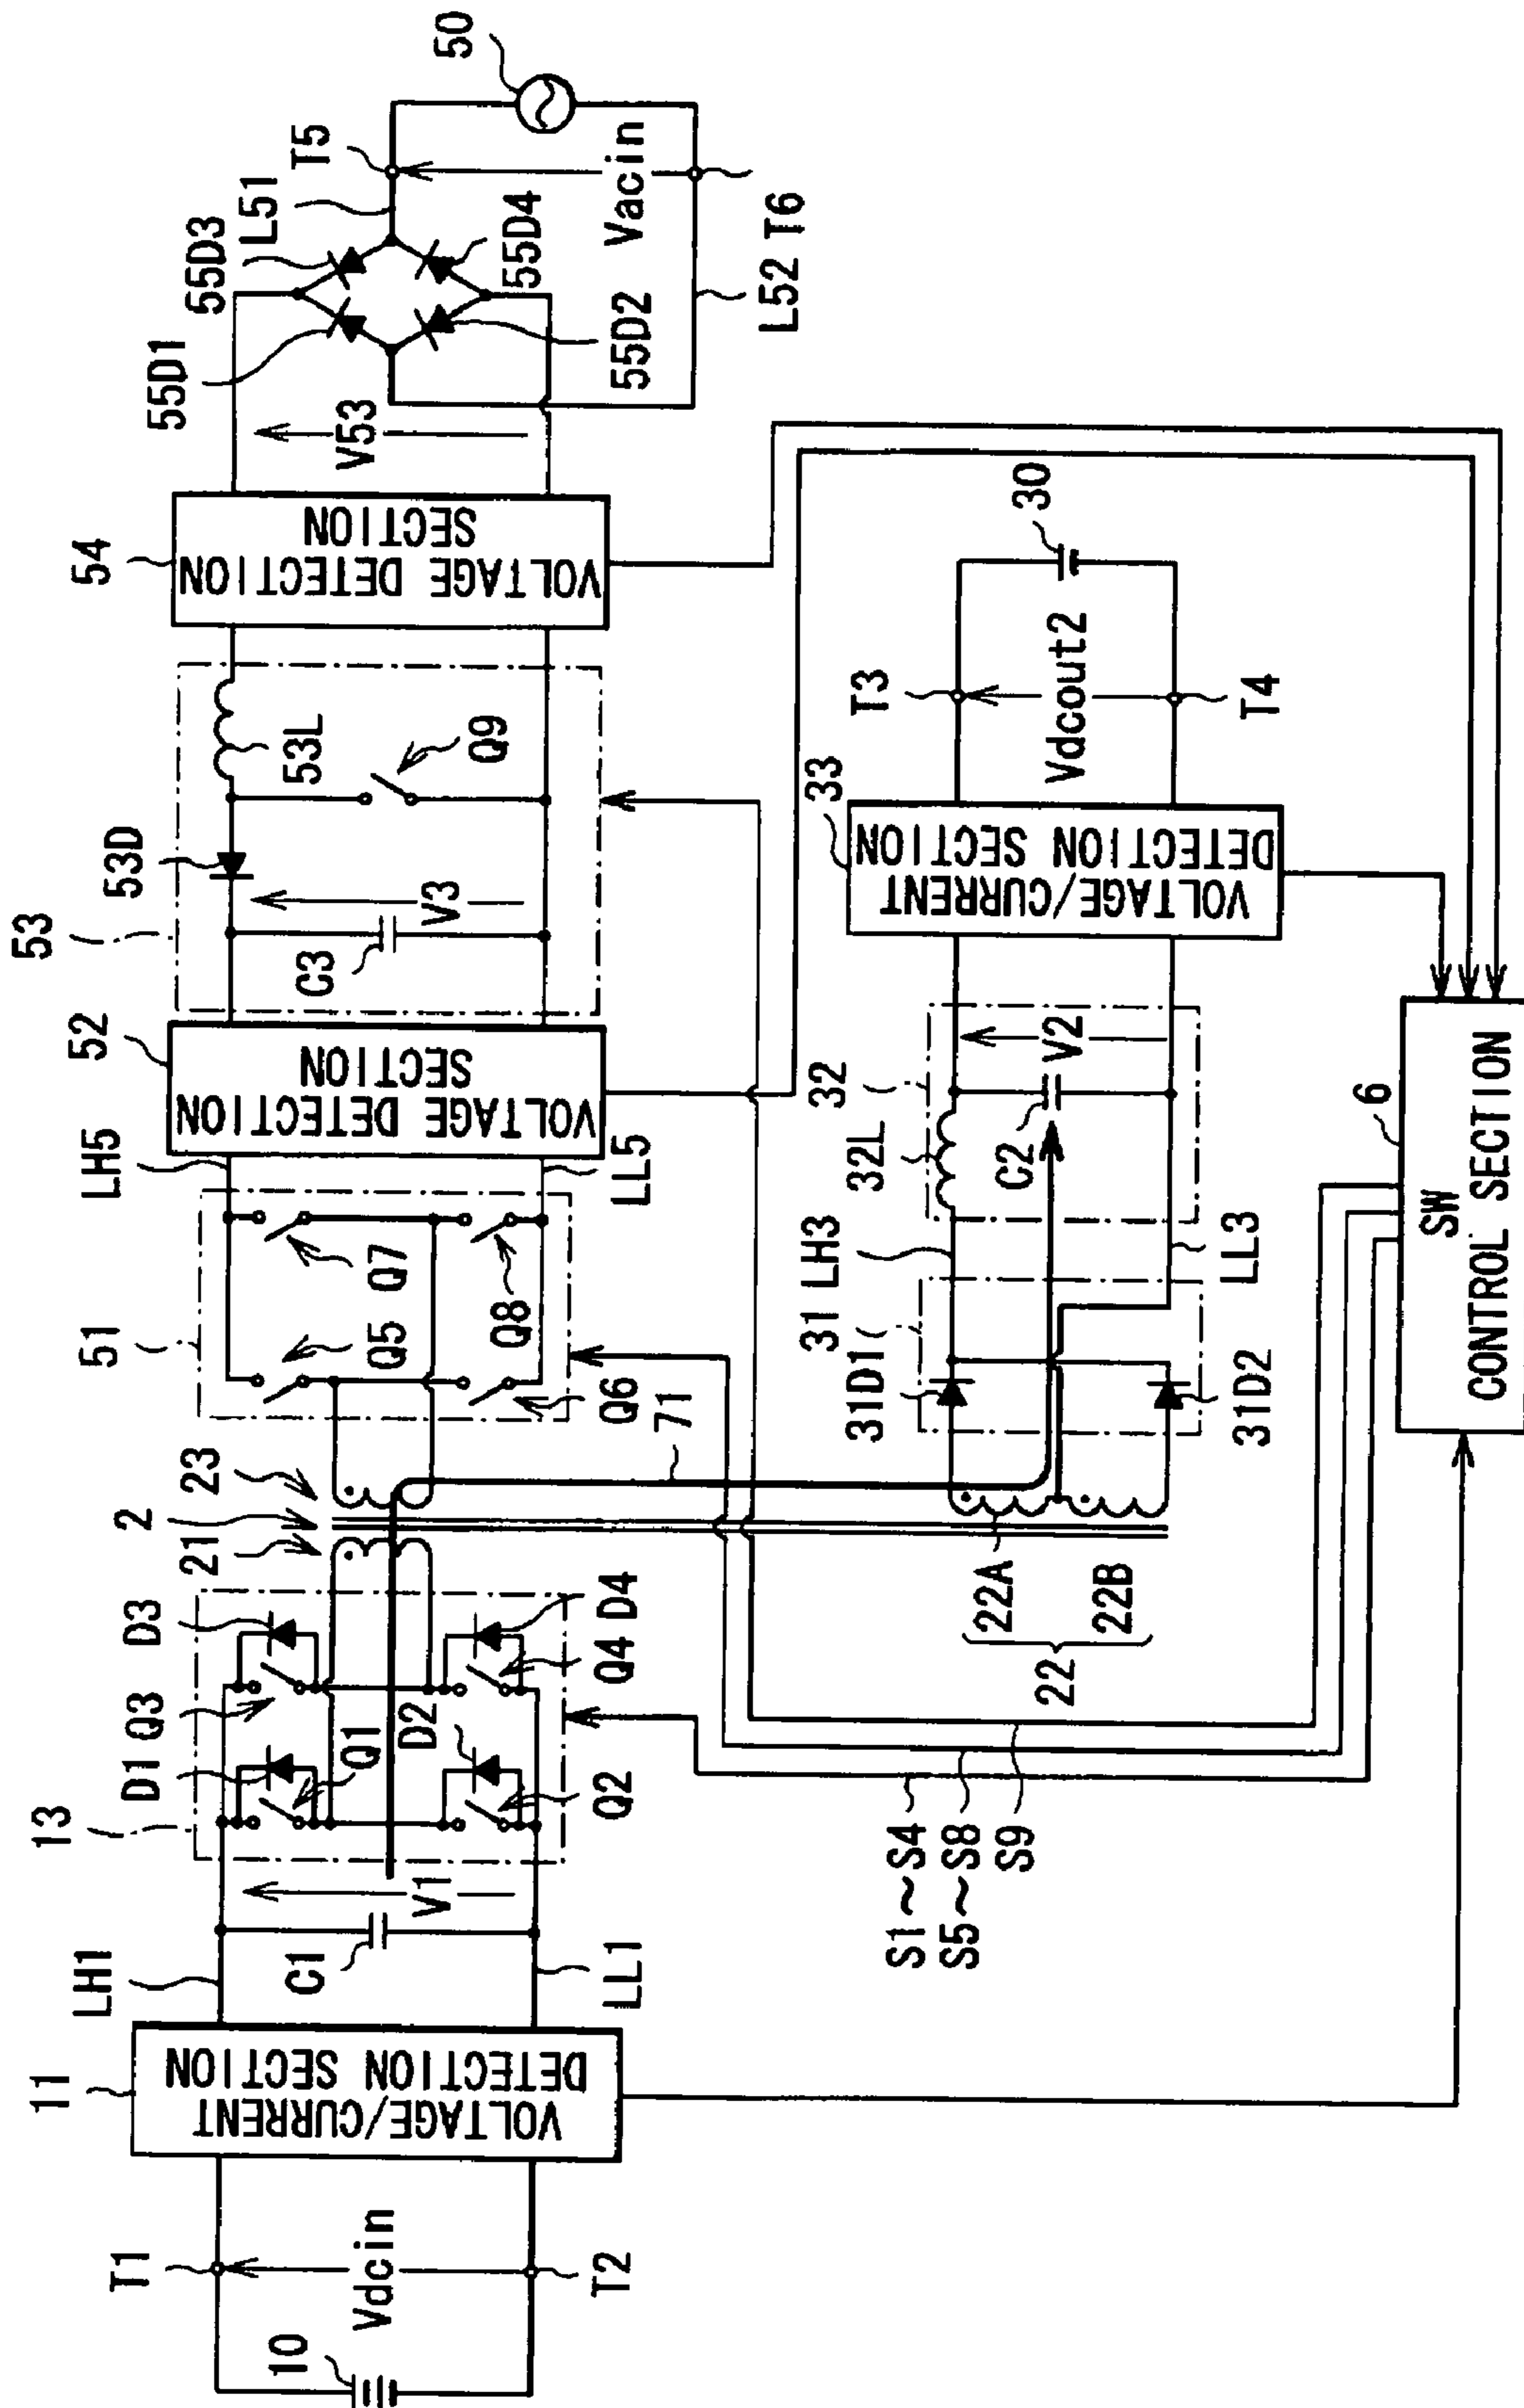 10
T1
Vdcin
T2
11
VOLTAGE/CURRENT
DETECTION SECTION
LH1
C1
V1
LL1
13
D1
Q3
D3
Q1
D2
Q2
Q4
D4
21
2
23
22A
22B
22
71
51
Q5
Q7
Q6
Q8
LH5
LL5
52
VOLTAGE DETECTION
SECTION
53
53D
C3
V3
53L
Q9
54
VOLTAGE DETECTION
SECTION
V53
55D1
55D3
L51
55D2
55D4
T5
50
Vacin
L52
T6
31
31D1
31D2
LH3
LL3
32
32L
C2
V2
33
VOLTAGE/CURRENT
DETECTION SECTION
T3
Vdcout2
T4
30
S1～S4
S5～S8
S9
6
SW
CONTROL SECTION